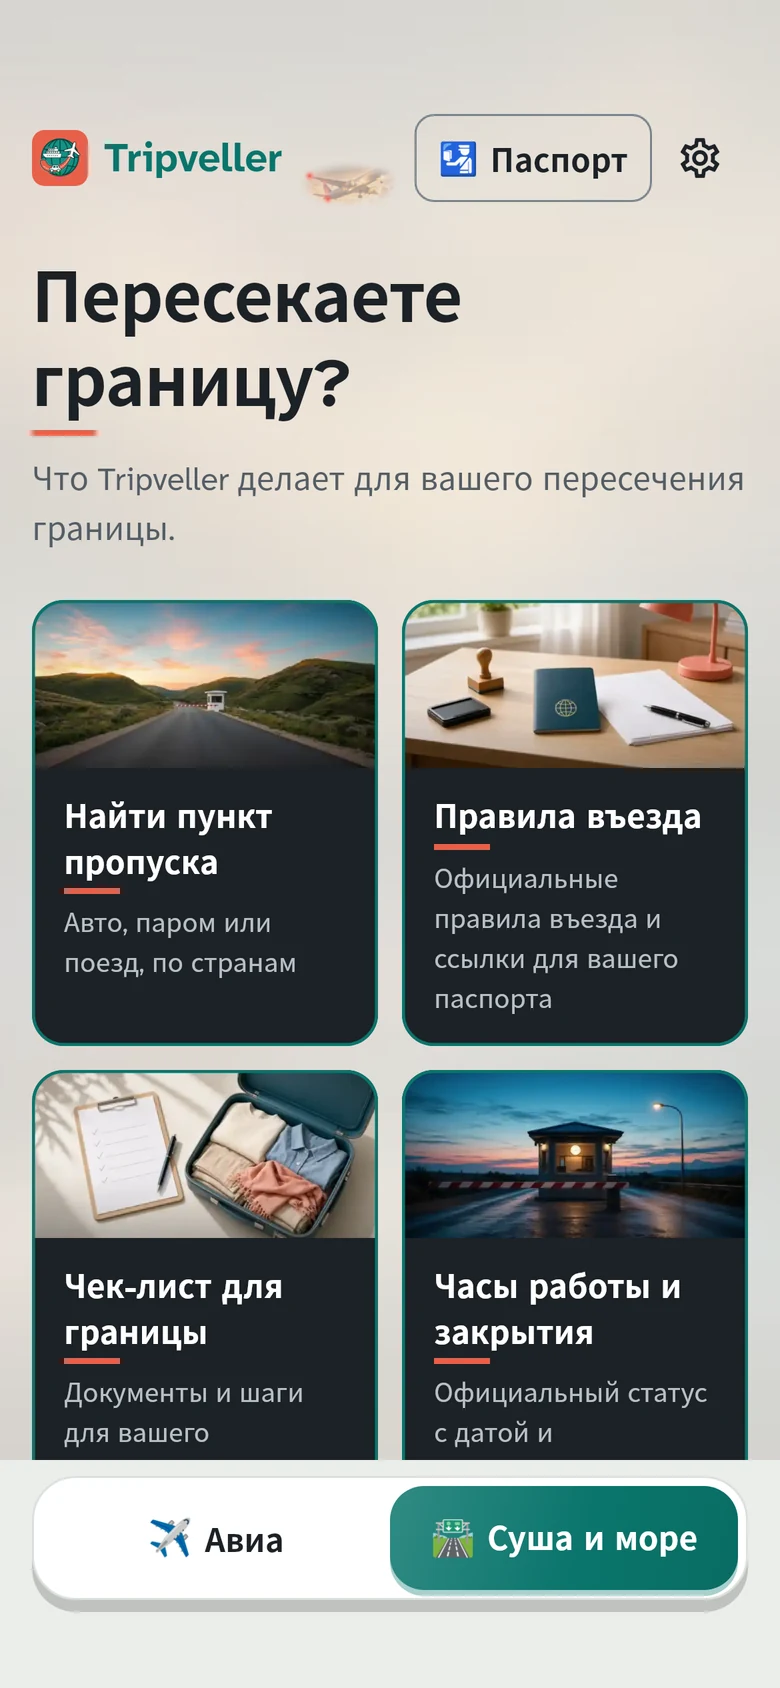 Tripveller
Паспорт
Пересекаете
границу?
Что Tripveller делает для вашего пересечения
границы.
Найти пункт
пропуска
Авто, паром или
поезд, по странам
Правила въезда
Официальные
правила въезда и
ссылки для вашего
паспорта
Чек-лист для
границы
Документы и шаги
для вашего
Часы работы и
закрытия
Официальный статус
с датой и
Авиа
Суша и море